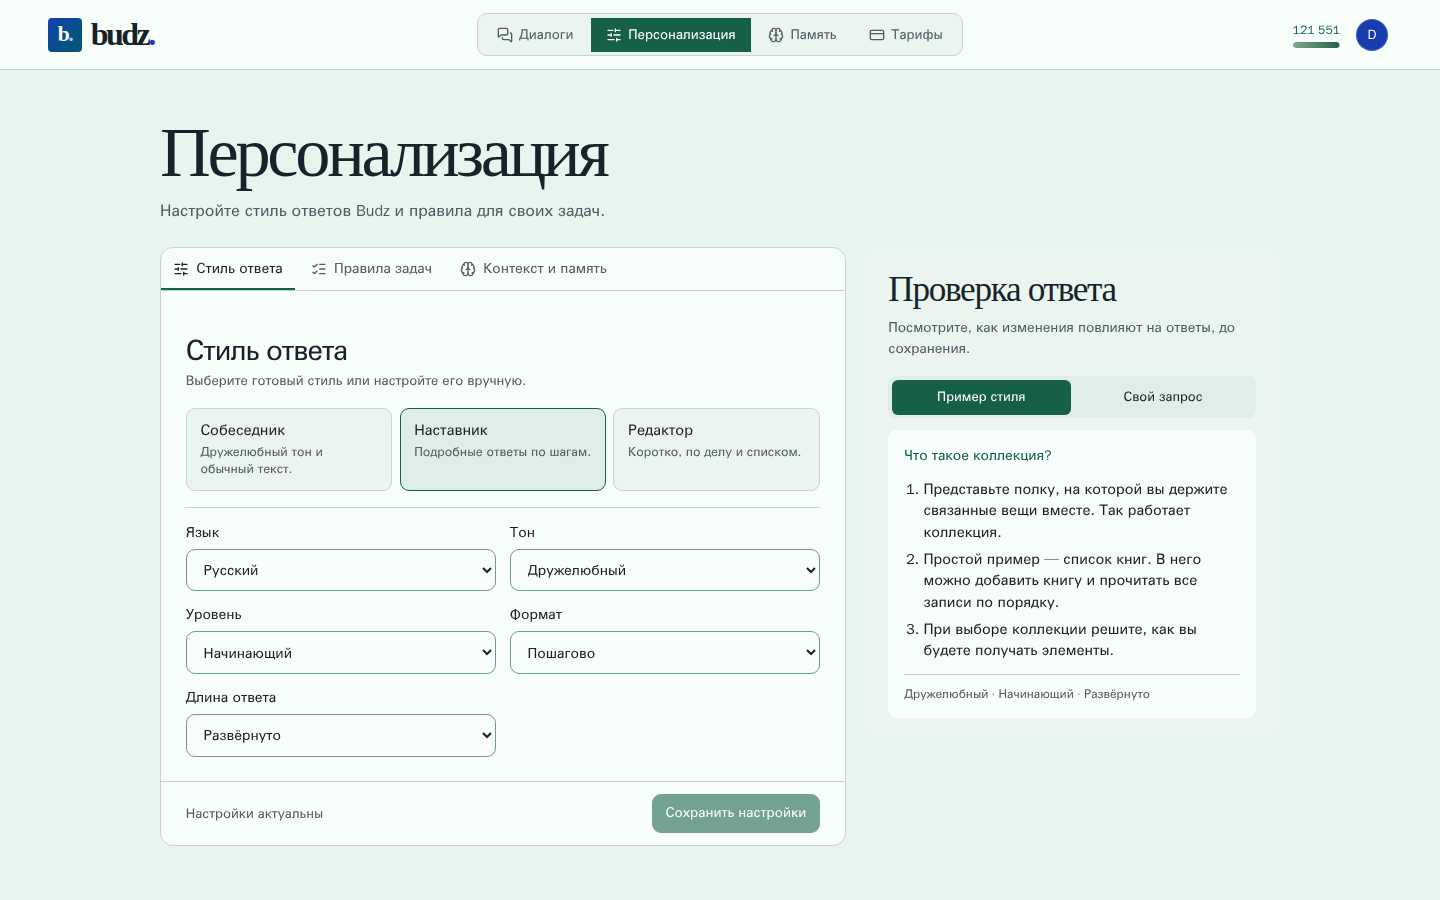 b. budz.
Диалоги
Персонализация
Память
Тарифы
121 551
D
Персонализация
Настройте стиль ответов Budz и правила для своих задач.
Стиль ответа
Правила задач
Контекст и память
Стиль ответа
Выберите готовый стиль или настройте его вручную.
Собеседник
Дружелюбный тон и
обычный текст.
Наставник
Подробные ответы по шагам.
Редактор
Коротко, по делу и списком.
Язык
Русский
Тон
Дружелюбный
Уровень
Начинающий
Формат
Пошагово
Длина ответа
Развёрнуто
Настройки актуальны
Сохранить настройки
Проверка ответа
Посмотрите, как изменения повлияют на ответы, до
сохранения.
Пример стиля
Свой запрос
Что такое коллекция?
1. Представьте полку, на которой вы держите
связанные вещи вместе. Так работает
коллекция.
2. Простой пример — список книг. В него
можно добавить книгу и прочитать все
записи по порядку.
3. При выборе коллекции решите, как вы
будете получать элементы.
Дружелюбный · Начинающий · Развёрнуто